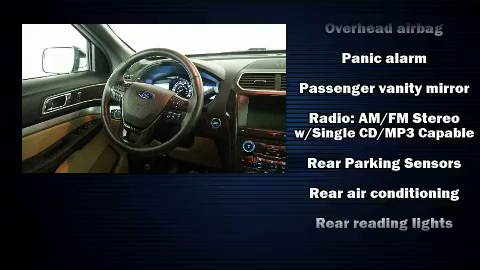 Overhead airbag
Panic alarm
Passenger vanity mirror
Radio: AM/FM Stereo
w/Single CD/MP3 Capable
Rear Parking Sensors
Rear air conditioning
Rear reading lights